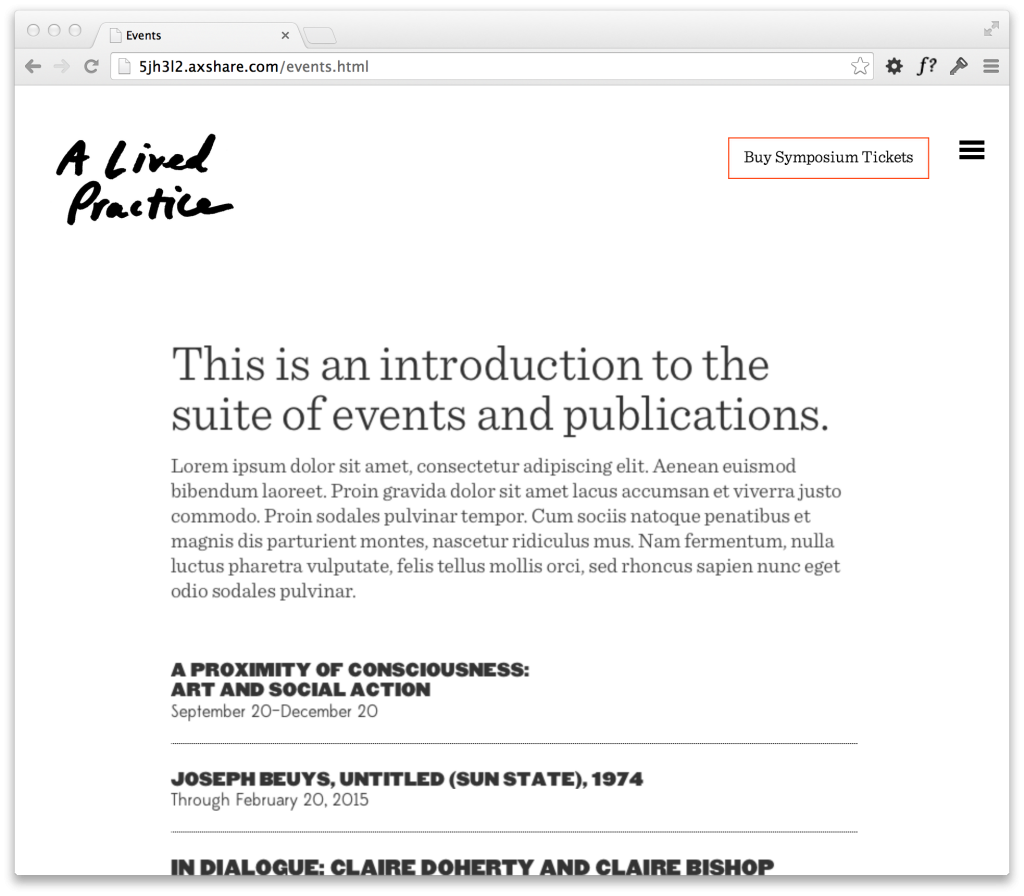 Events
5jh3l2.axshare.com/events.html
f?
A Lived
Practice
Buy Symposium Tickets
This is an introduction to the
suite of events and publications.
Lorem ipsum dolor sit amet, consectetur adipiscing elit. Aenean euismod
bibendum laoreet. Proin gravida dolor sit amet lacus accumsan et viverra justo
commodo. Proin sodales pulvinar tempor. Cum sociis natoque penatibus et
magnis dis parturient montes, nascetur ridiculus mus. Nam fermentum, nulla
luctus pharetra vulputate, felis tellus mollis orci, sed rhoncus sapien nunc eget
odio sodales pulvinar.
A PROXIMITY OF CONSCIOUSNESS:
ART AND SOCIAL ACTION
September 20–December 20
JOSEPH BEUYS, UNTITLED (SUN STATE), 1974
Through February 20, 2015
IN DIALOGUE: CLAIRE DOHERTY AND CLAIRE BISHOP